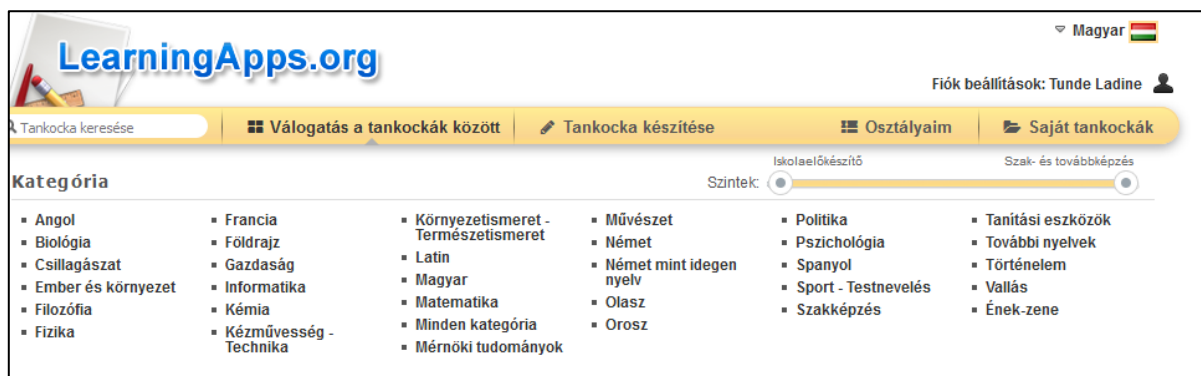 Magyar
LearningApps.org
Fiók beállítások: Tunde Ladine
Tankocka keresése
Válogatás a tankockák között
Tankocka készítése
Osztályaim
Saját tankockák
Iskolaelőkészítő
Szak- és továbbképzés
Kategória
Szintek:
Angol
Biológia
Csillagászat
Ember és környezet
Filozófia
Fizika
Francia
Földrajz
Gazdaság
Informatika
Kémia
Kézművesség -
Technika
Környezetismeret -
Természetismeret
Latin
Magyar
Matematika
Minden kategória
Mérnöki tudományok
Művészet
Német
Német mint idegen
nyelv
Olasz
Orosz
Politika
Pszichológia
Spanyol
Sport - Testnevelés
Szakképzés
Tanítási eszközök
További nyelvek
Történelem
Vallás
Ének-zene